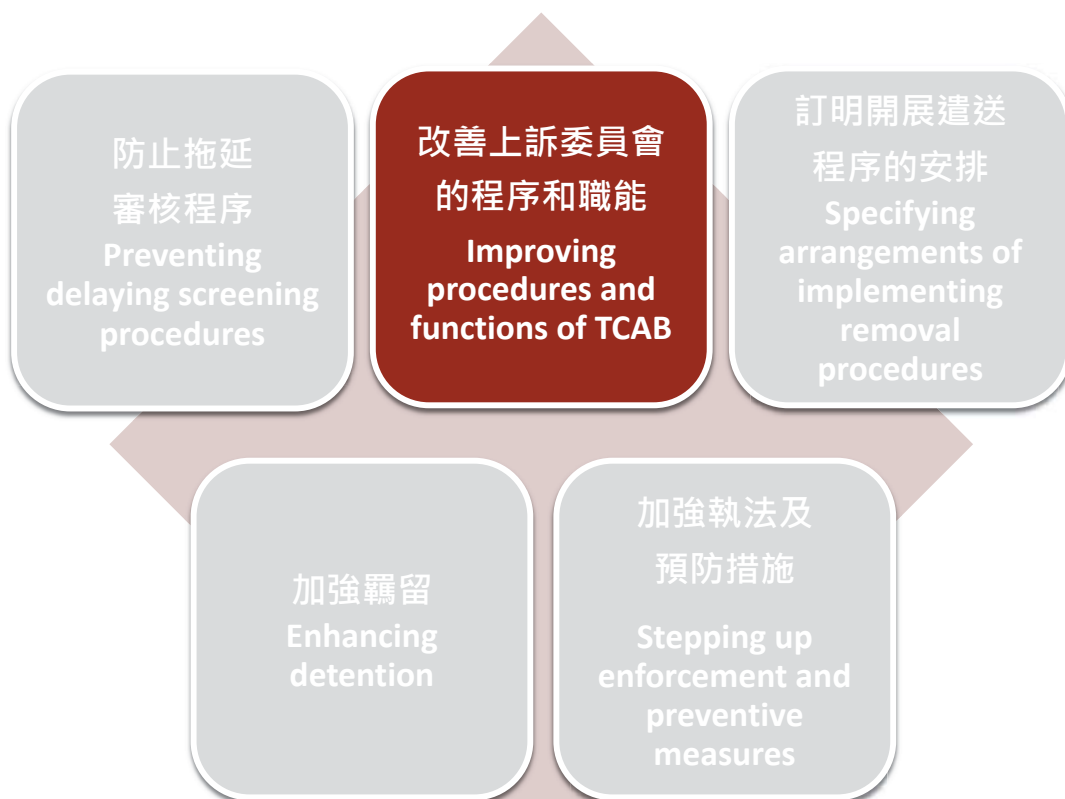 防止拖延
審核程序
Preventing
delaying screening
procedures
改善上訴委員會
的程序和職能
Improving
procedures and
functions of TCAB
訂明開展遣送
程序的安排
Specifying
arrangements of
implementing
removal
procedures
加強羈留
Enhancing
detention
加強執法及
預防措施
Stepping up
enforcement and
preventive
measures